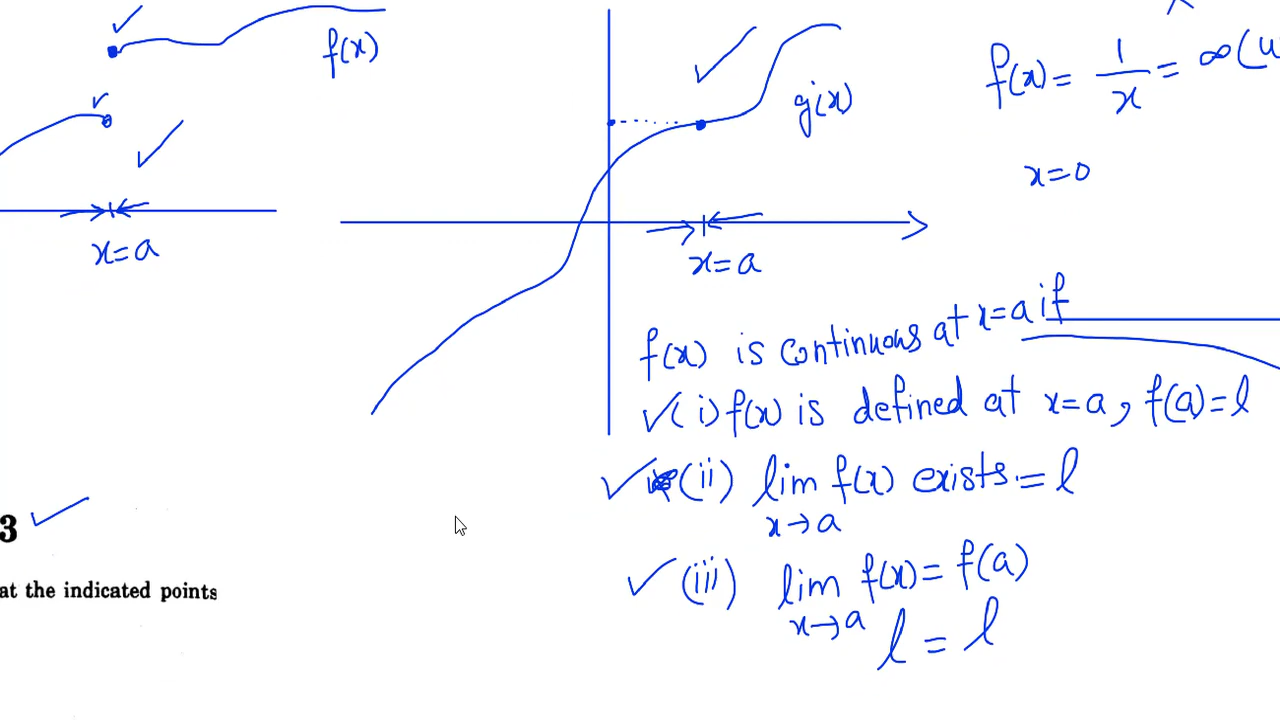 f(x)
x=a
g(x)
x=a
f(x) = 1/x = ∞(
x=0
f(x) is continuous at x=a if
(i) f(x) is defined at x=a, f(a)=l
(ii) lim x→a f(x) exists = l
(iii) lim x→a f(x) = f(a)
l = l
3
at the indicated points